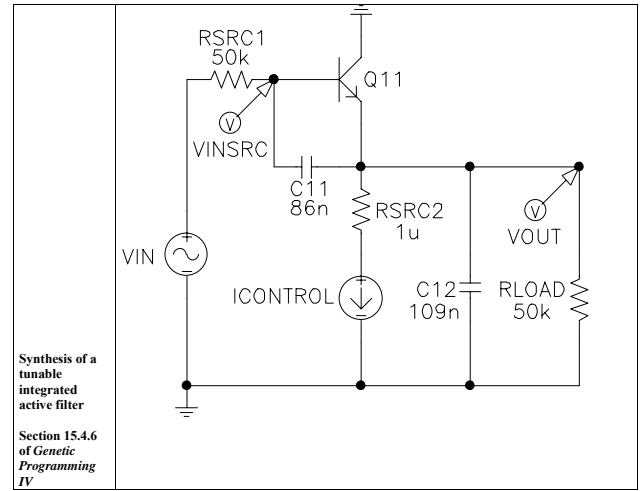 RSRC1
50k
Q11
V
VINSRC
C11
86n
RSRC2
1u
V
VOUT
VIN
ICONTROL
C12
109n
RLOAD
50k
Synthesis of a
tunable
integrated
active filter
Section 15.4.6
of Genetic
Programming
IV